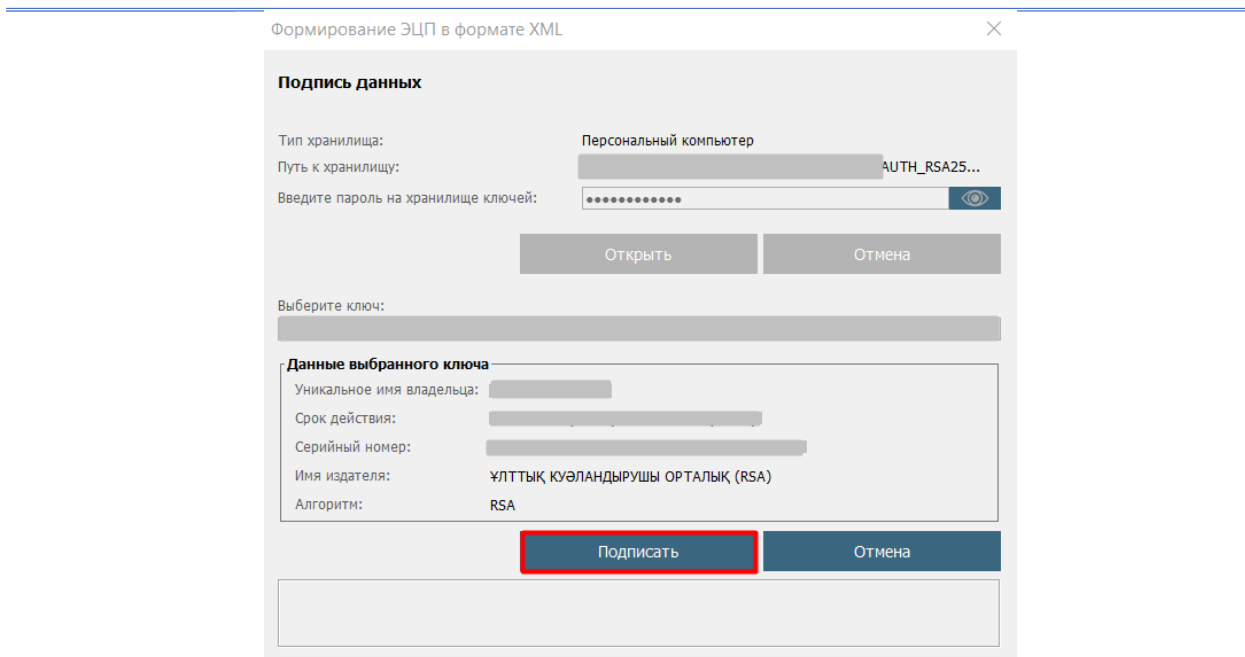 Формирование ЭЦП в формате XML
Подпись данных
Тип хранилища: Персональный компьютер
Путь к хранилищу: AUTH_RSA25...
Введите пароль на хранилище ключей: ••••••••••••
Открыть Отмена
Выберите ключ:
Данные выбранного ключа
Уникальное имя владельца:
Срок действия:
Серийный номер:
Имя издателя: ҰЛТТЫҚ КУӘЛАНДЫРУШЫ ОРТАЛЫҚ (RSA)
Алгоритм: RSA
Подписать Отмена